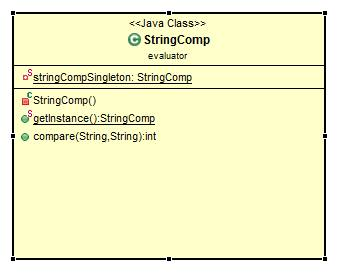 <<Java Class>>
C StringComp
evaluator
S stringCompSingleton: StringComp
C StringComp()
S getInstance():StringComp
compare(String,String):int